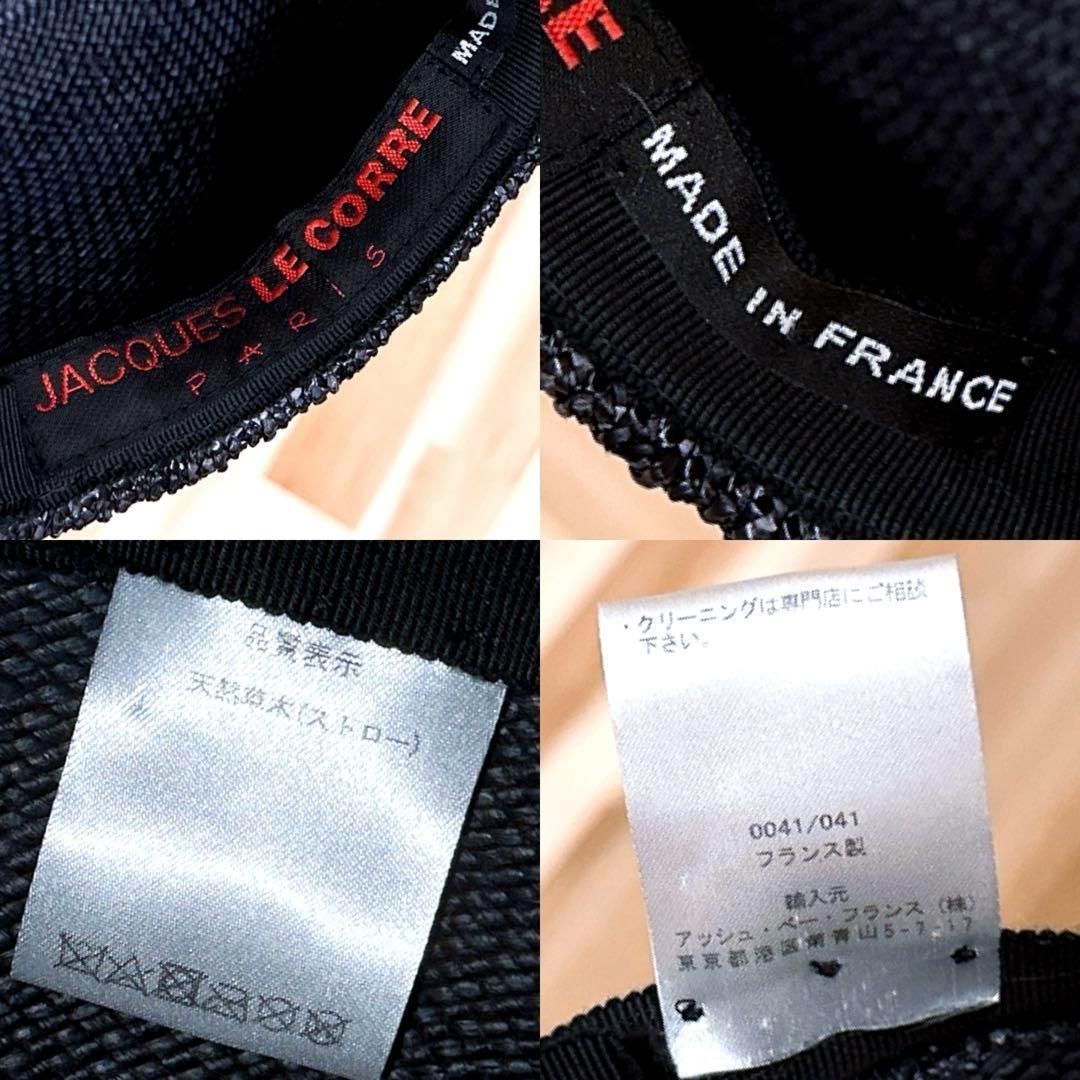 MADE
JACQUES LE CORRE
PARIS
MADE IN FRANCE
品質表示
天然草木(ストロー)
・クリーニングは専門店にご相談
下さい。
0041/041
フランス製
輸入元
アッシュ・ペー・フランス(株)
東京都港区南青山5-7-17